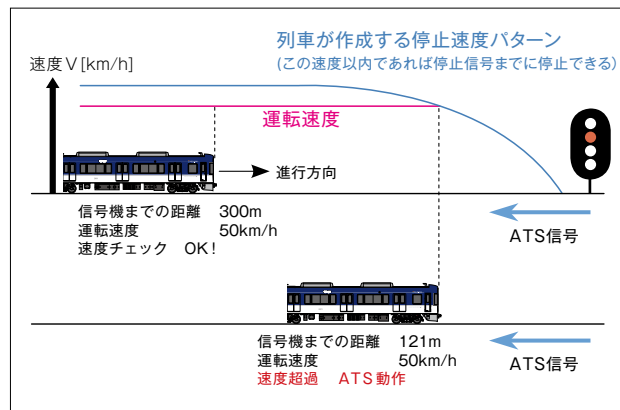 列車が作成する停止速度パターン
(この速度以内であれば停止信号までに停止できる)
速度V[km/h]
運転速度
進行方向
信号機までの距離 300m
運転速度 50km/h
速度チェック OK!
ATS信号
信号機までの距離 121m
運転速度 50km/h
速度超過 ATS動作
ATS信号